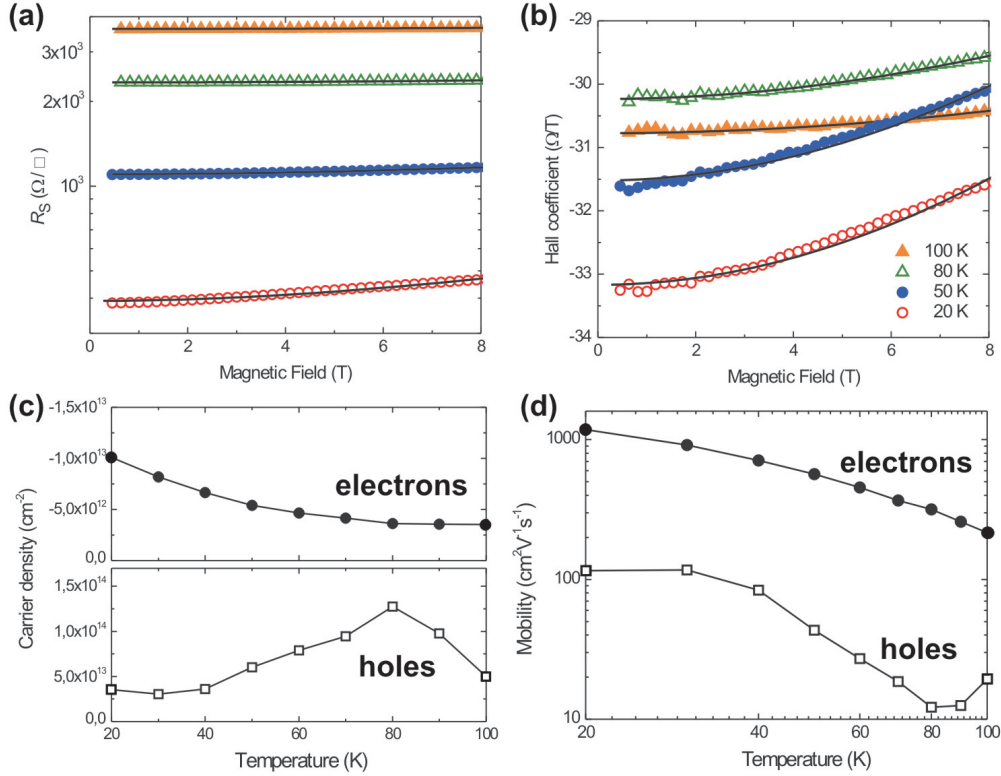 (a)
3x10³
2x10³
10³
R_S (Ω / □)
0 2 4 6 8
Magnetic Field (T)
(b)
-29
-30
-31
-31
-33
-34
Hall coefficient (Ω/T)
100 K
80 K
50 K
20 K
0 2 4 6 8
Magnetic Field (T)
(c)
-1,5x10¹³
-1,0x10¹³
-5,0x10¹²
0,0
electrons
1,5x10¹⁴
1,0x10¹⁴
5,0x10¹³
0,0
holes
Carrier density (cm⁻²)
20 40 60 80 100
Temperature (K)
(d)
1000
100
10
electrons
holes
Mobility (cm²V⁻¹s⁻¹)
20 40 60 80 100
Temperature (K)